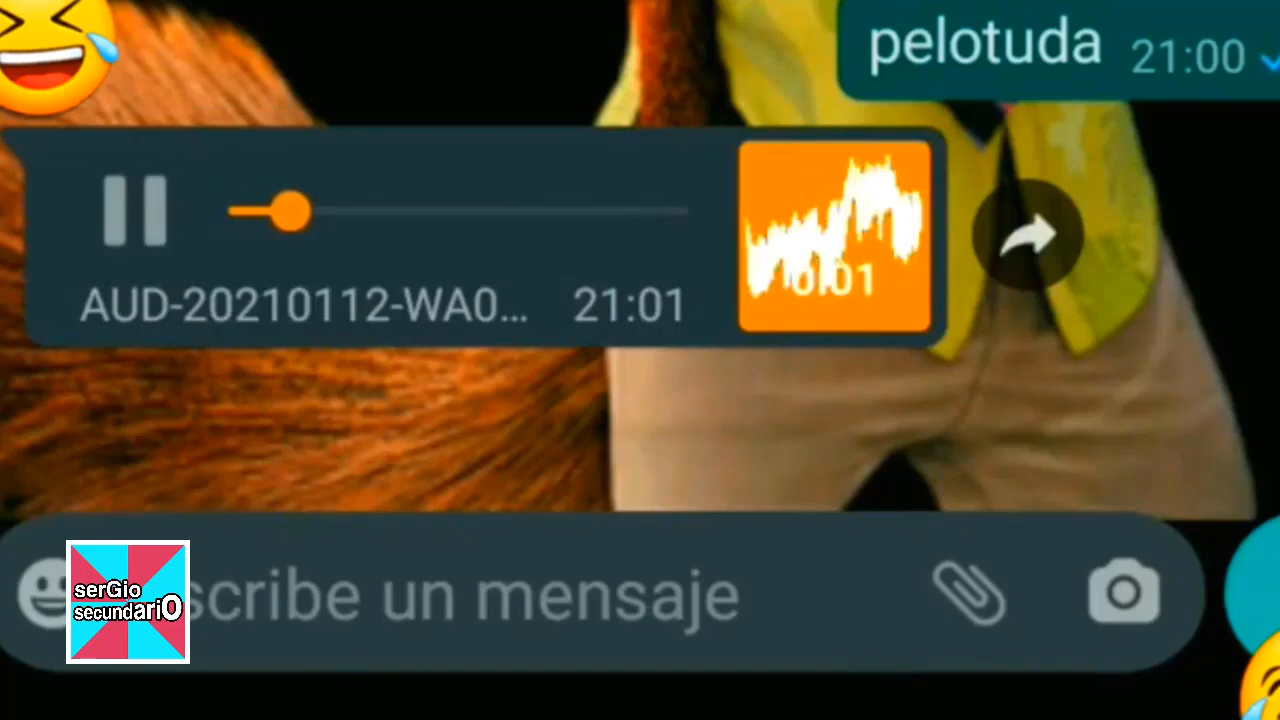 pelotuda 21:00
0:01
AUD-20210112-WA0... 21:01
scribe un mensaje
serGio
secundariO